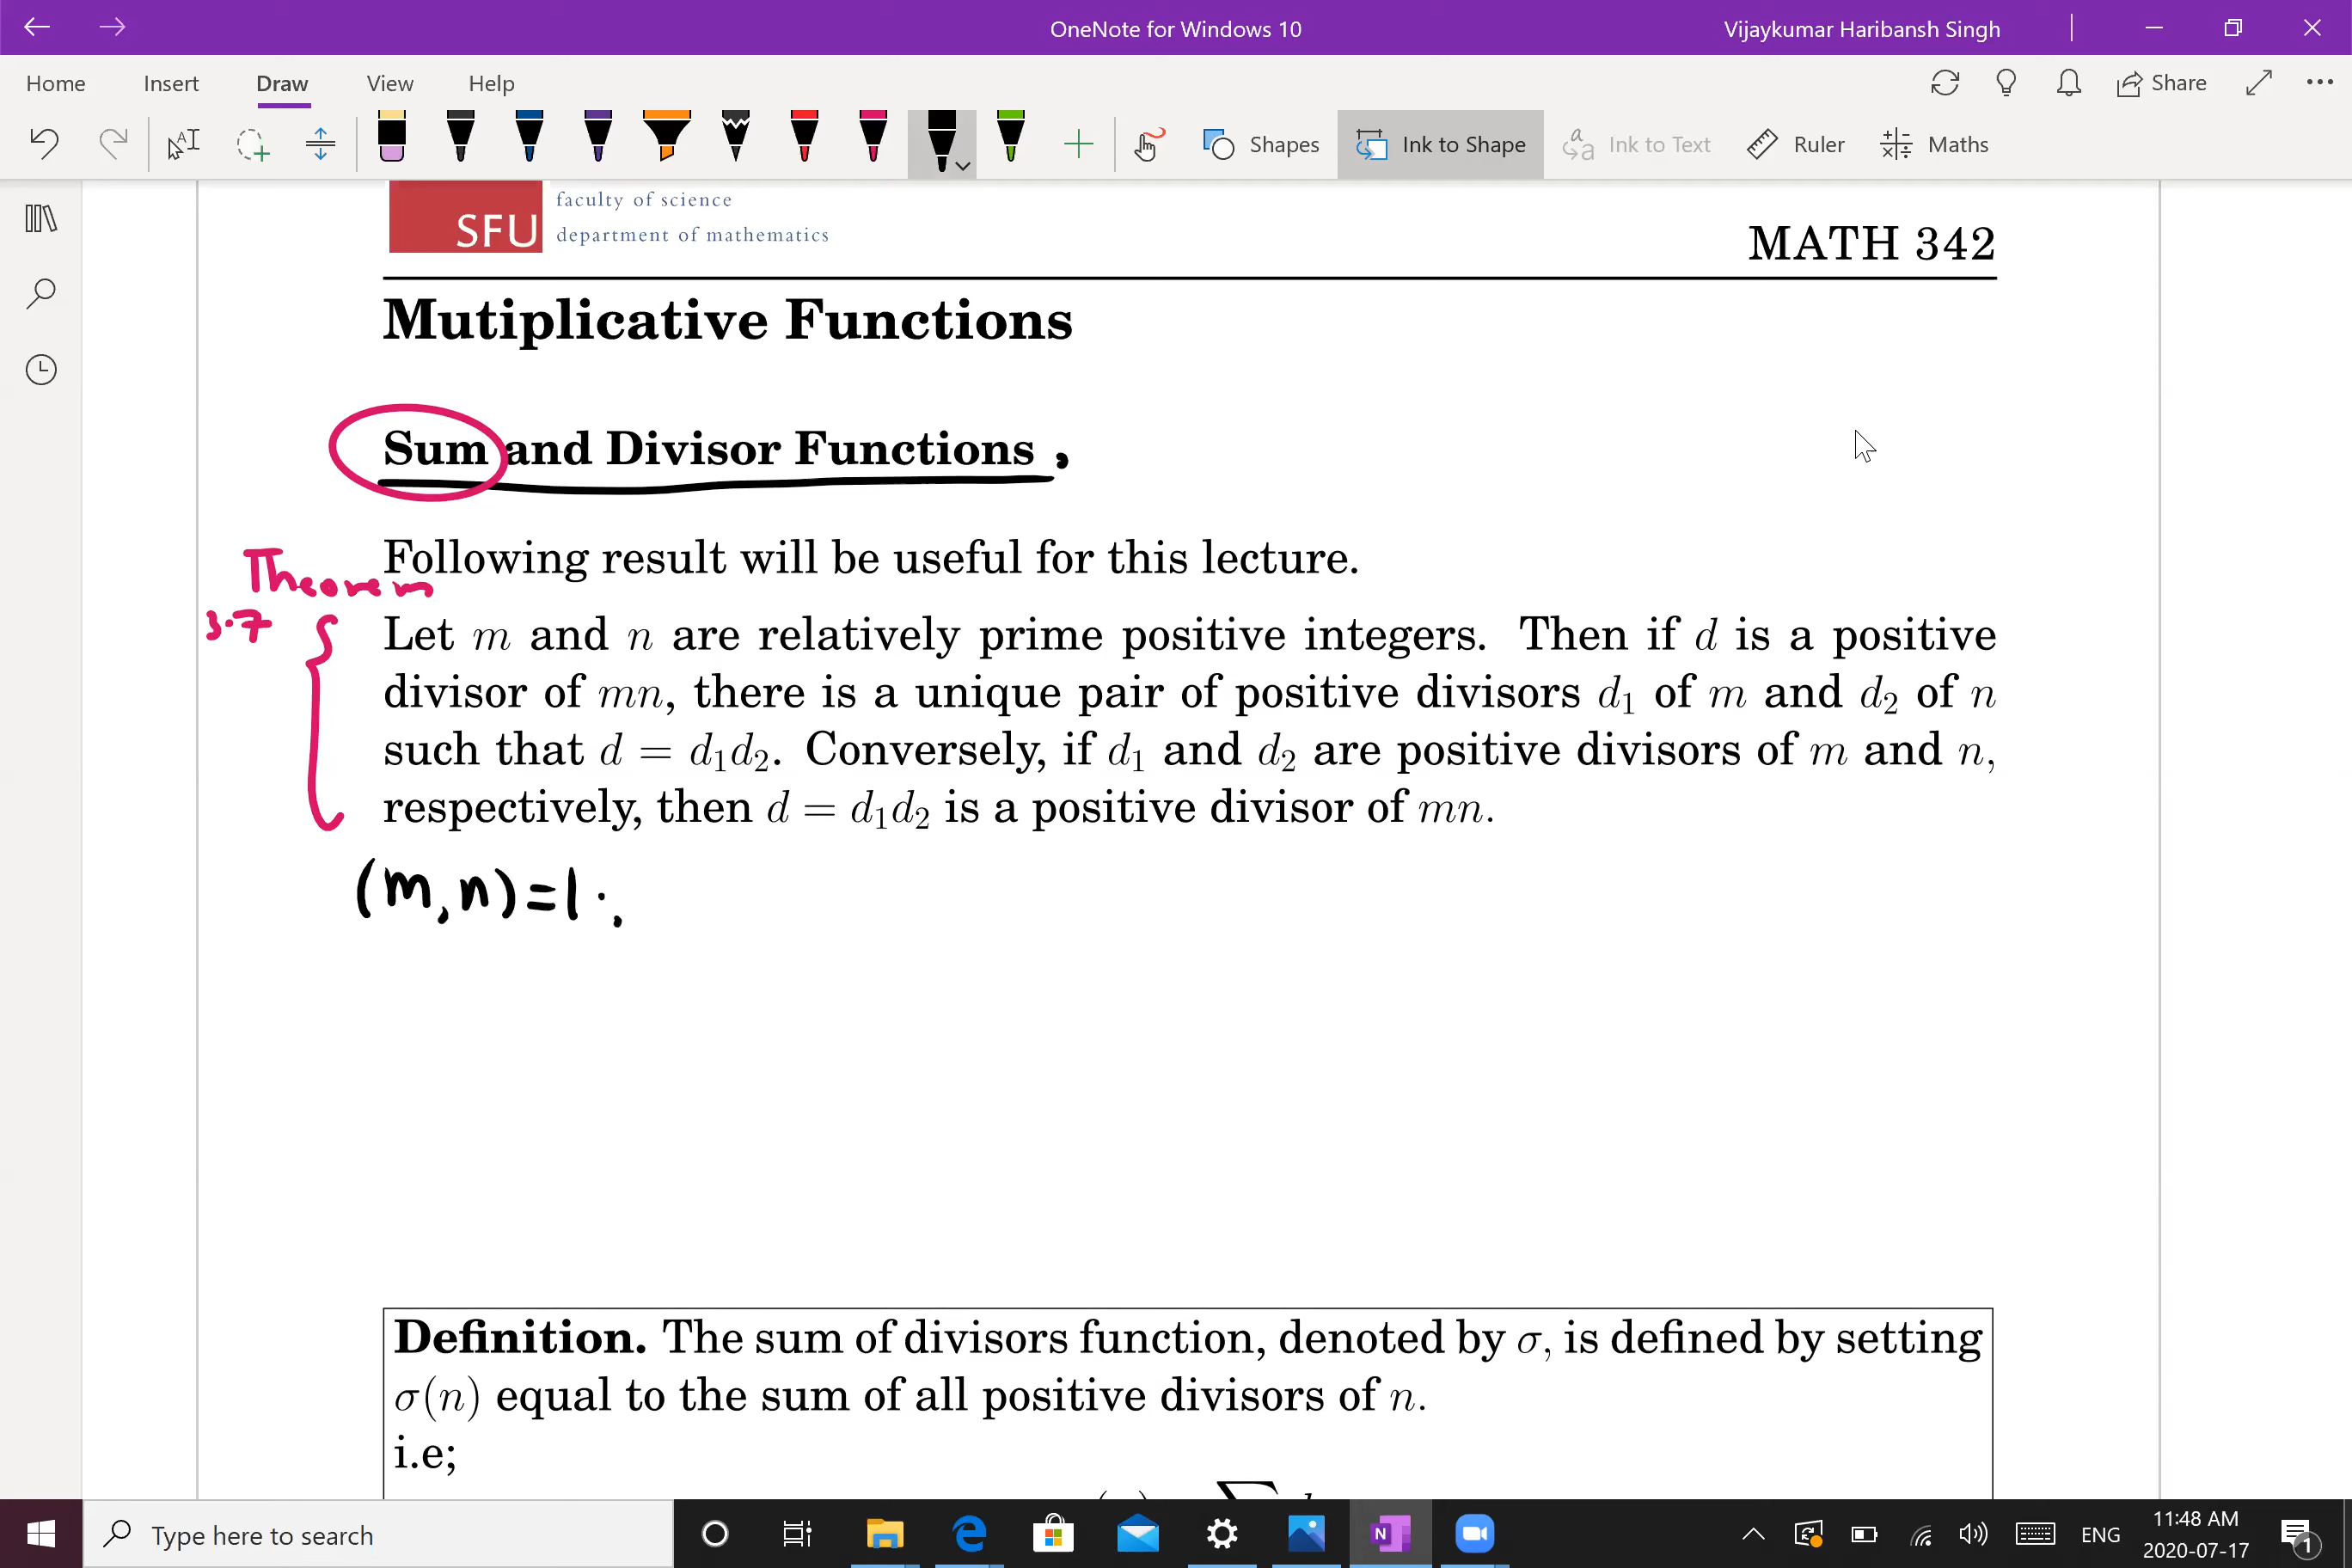 OneNote for Windows 10
Vijaykumar Haribansh Singh
Home Insert Draw View Help
Share
Shapes Ink to Shape Ink to Text Ruler Maths
faculty of science
SFU
department of mathematics
MATH 342
Mutiplicative Functions
Sum and Divisor Functions ,
Following result will be useful for this lecture.
Theorem
3.7
Let m and n are relatively prime positive integers. Then if d is a positive
divisor of mn, there is a unique pair of positive divisors d₁ of m and d₂ of n
such that d = d₁d₂. Conversely, if d₁ and d₂ are positive divisors of m and n,
respectively, then d = d₁d₂ is a positive divisor of mn.
(m,n)=1 ·.
Definition. The sum of divisors function, denoted by σ, is defined by setting
σ(n) equal to the sum of all positive divisors of n.
i.e;
Type here to search
ENG
11:48 AM
2020-07-17
1